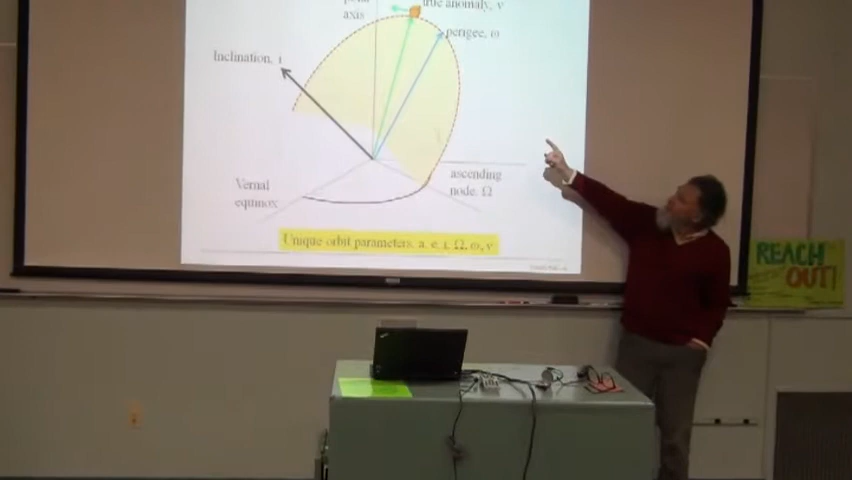 axis
true anomaly, ν
perigee, ω
Inclination, i
ascending
node, Ω
Vernal
equinox
Unique orbit parameters, a, e, i, Ω, ω, ν
REACH
OUT!